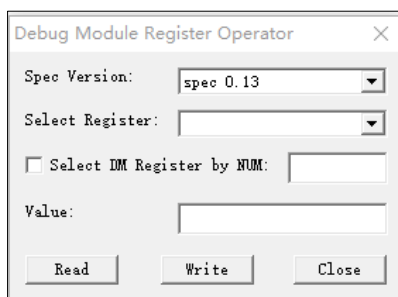 Debug Module Register Operator
Spec Version: spec 0.13
Select Register:
Select DM Register by NUM:
Value:
Read Write Close